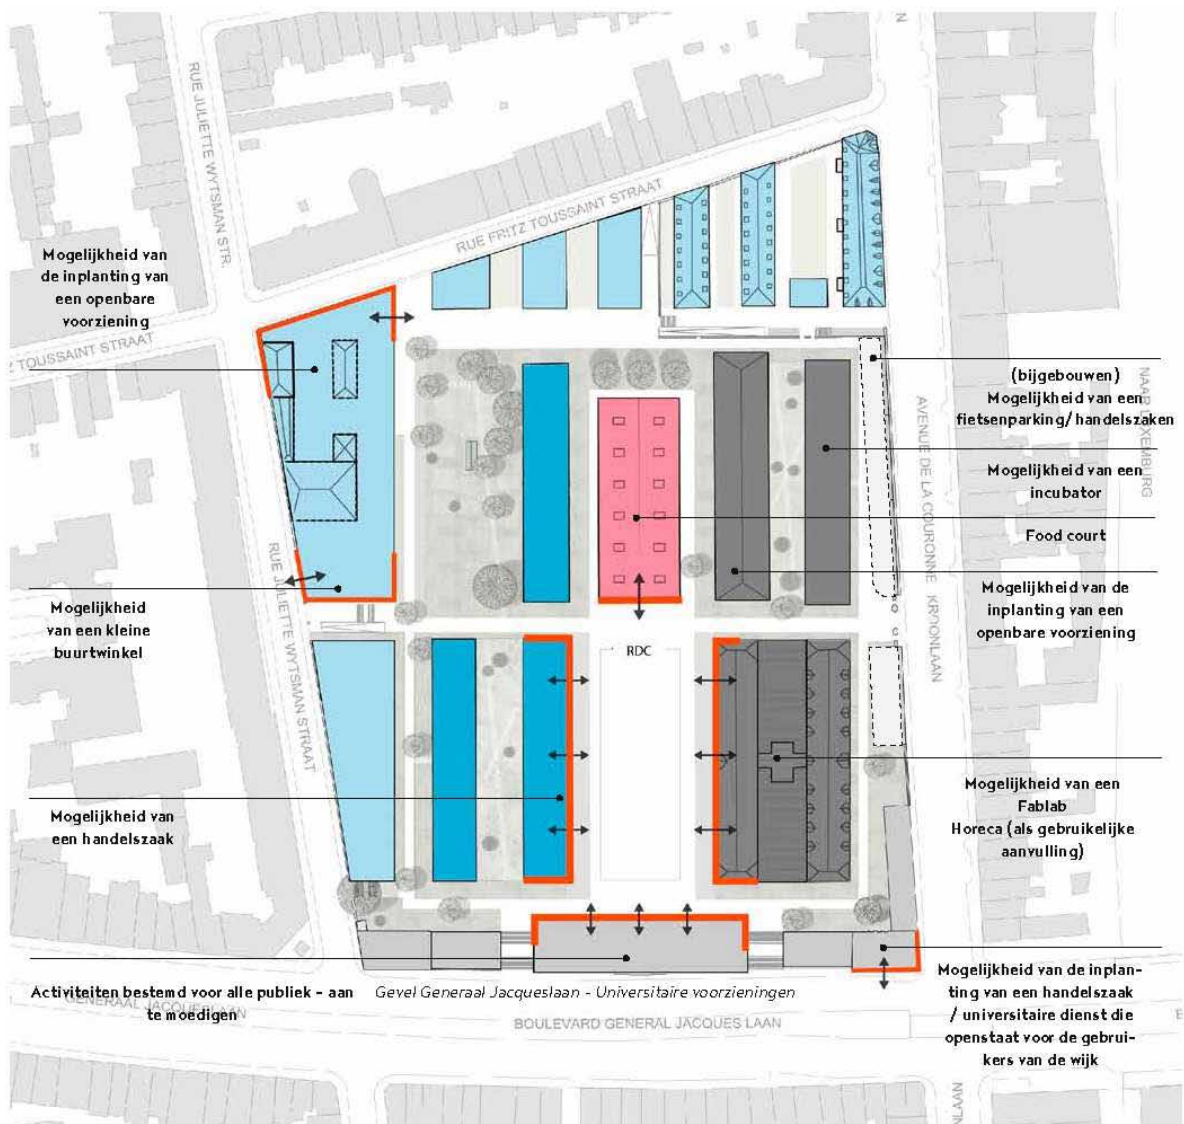 RUE JULIETTE WYTSMAN STR.
RUE FRITZ TOUSSAINT STRAAT
Mogelijkheid van
de inplanting van
een openbare
voorziening
TOUSSAINT STRAAT
(bijgebouwen)
Mogelijkheid van een
fietsenparking/handelszaken
NAAR LUXEMBURG
AVENUE DE LA COURONNE KROONLAAN
Mogelijkheid van een
incubator
Food court
Mogelijkheid van de
inplanting van een
openbare voorziening
RUE JULIETTE WYTSMAN STRAAT
Mogelijkheid
van een kleine
buurtwinkel
RDC
Mogelijkheid van
een handelszaak
Mogelijkheid van een
Fablab
Horeca (als gebruikelijke
aanvulling)
Activiteiten bestemd voor alle publiek – aan
te moedigen
Gevel Generaal Jacqueslaan - Universitaire voorzieningen
GENERAAL JACQUESLAAN
BOULEVARD GENERAL JACQUES LAAN
Mogelijkheid van de inplan-
ting van een handelszaak
/ universitaire dienst die
openstaat voor de gebrui-
kers van de wijk